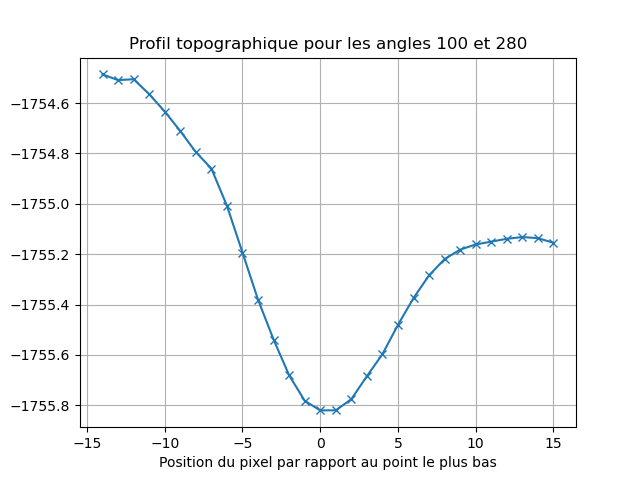 Profil topographique pour les angles 100 et 280
−1754.6
−1754.8
−1755.0
−1755.2
−1755.4
−1755.6
−1755.8
−15 −10 −5 0 5 10 15
Position du pixel par rapport au point le plus bas